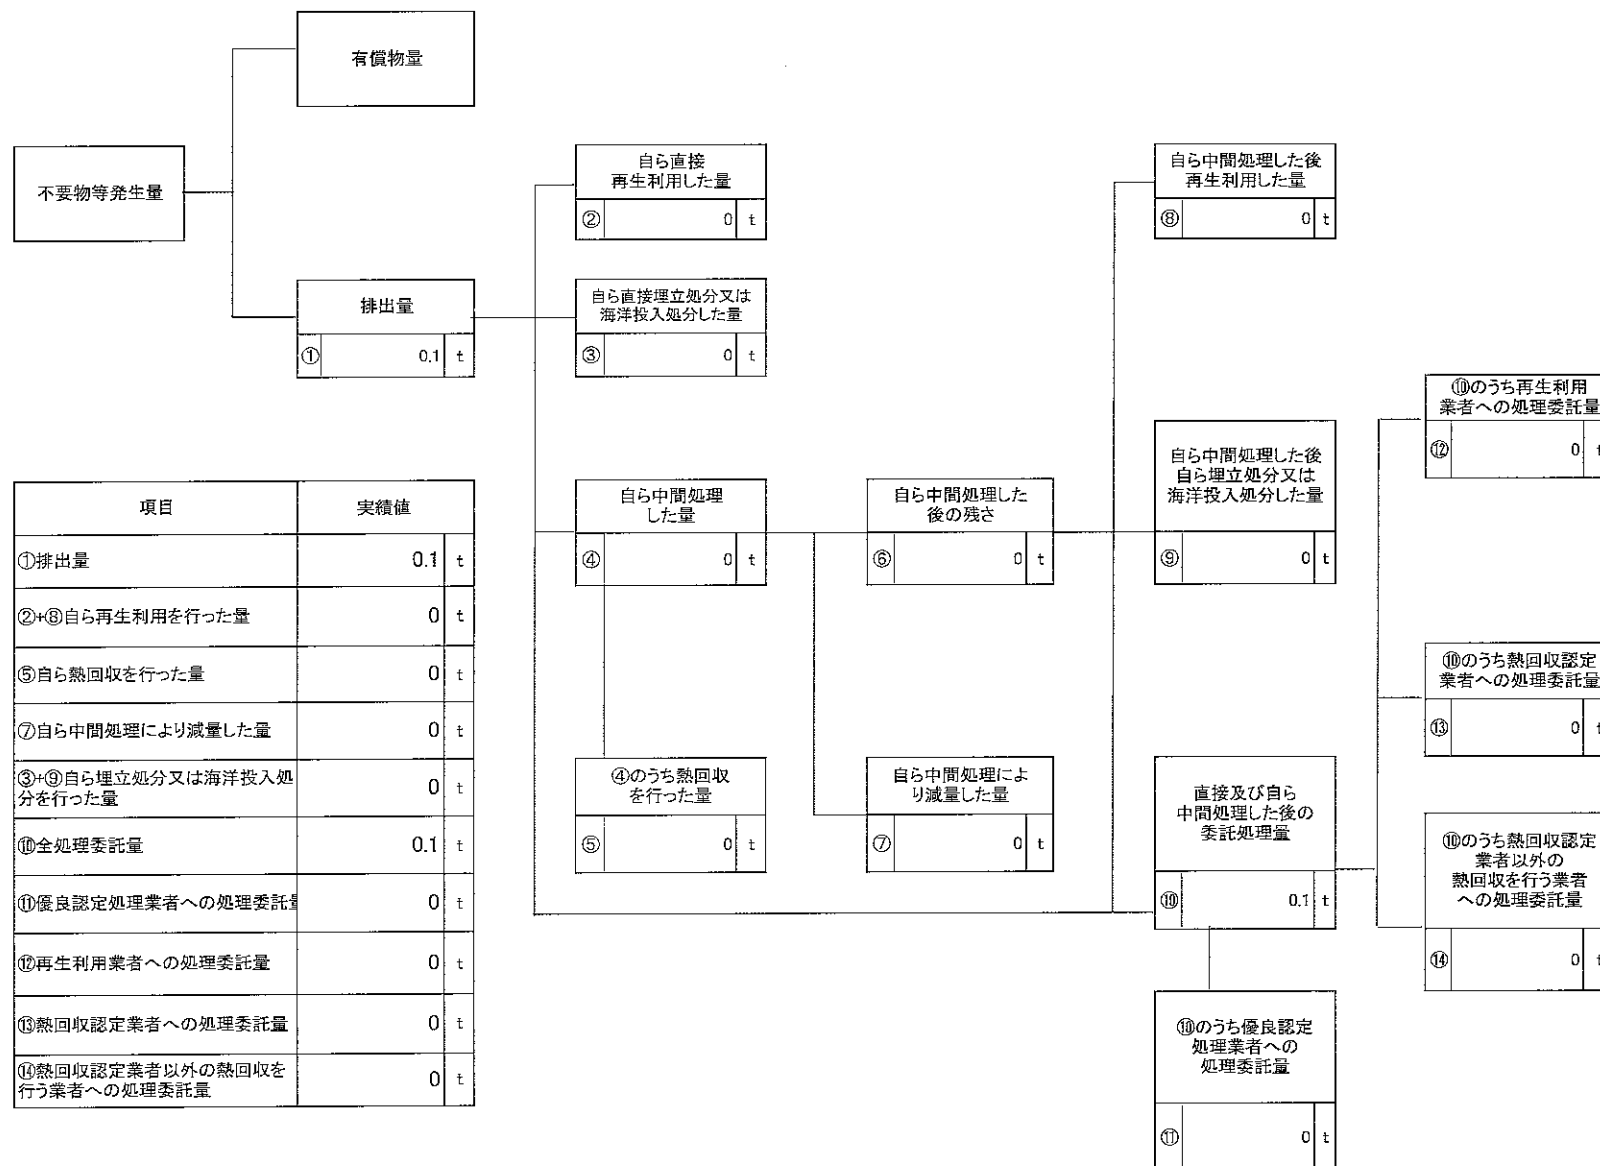 有償物量
不要物等発生量
排出量
① 0.1 t
自ら直接
再生利用した量
② 0 t
自ら直接埋立処分又は
海洋投入処分した量
③ 0 t
自ら中間処理
した量
④ 0 t
④のうち熱回収
を行った量
⑤ 0 t
自ら中間処理した
後の残さ
⑥ 0 t
自ら中間処理によ
り減量した量
⑦ 0 t
自ら中間処理した後
再生利用した量
⑧ 0 t
自ら中間処理した後
自ら埋立処分又は
海洋投入処分した量
⑨ 0 t
直接及び自ら
中間処理した後の
委託処理量
⑩ 0.1 t
⑩のうち優良認定
処理業者への
処理委託量
⑪ 0 t
⑩のうち再生利用
業者への処理委託量
⑫ 0 t
⑩のうち熱回収認定
業者への処理委託量
⑬ 0 t
⑩のうち熱回収認定
業者以外の
熱回収を行う業者
への処理委託量
⑭ 0 t
項目 実績値
①排出量 0.1 t
②+⑧自ら再生利用を行った量 0 t
⑤自ら熱回収を行った量 0 t
⑦自ら中間処理により減量した量 0 t
③+⑨自ら埋立処分又は海洋投入処
分を行った量 0 t
⑩全処理委託量 0.1 t
⑪優良認定処理業者への処理委託量 0 t
⑫再生利用業者への処理委託量 0 t
⑬熱回収認定業者への処理委託量 0 t
⑭熱回収認定業者以外の熱回収を
行う業者への処理委託量 0 t